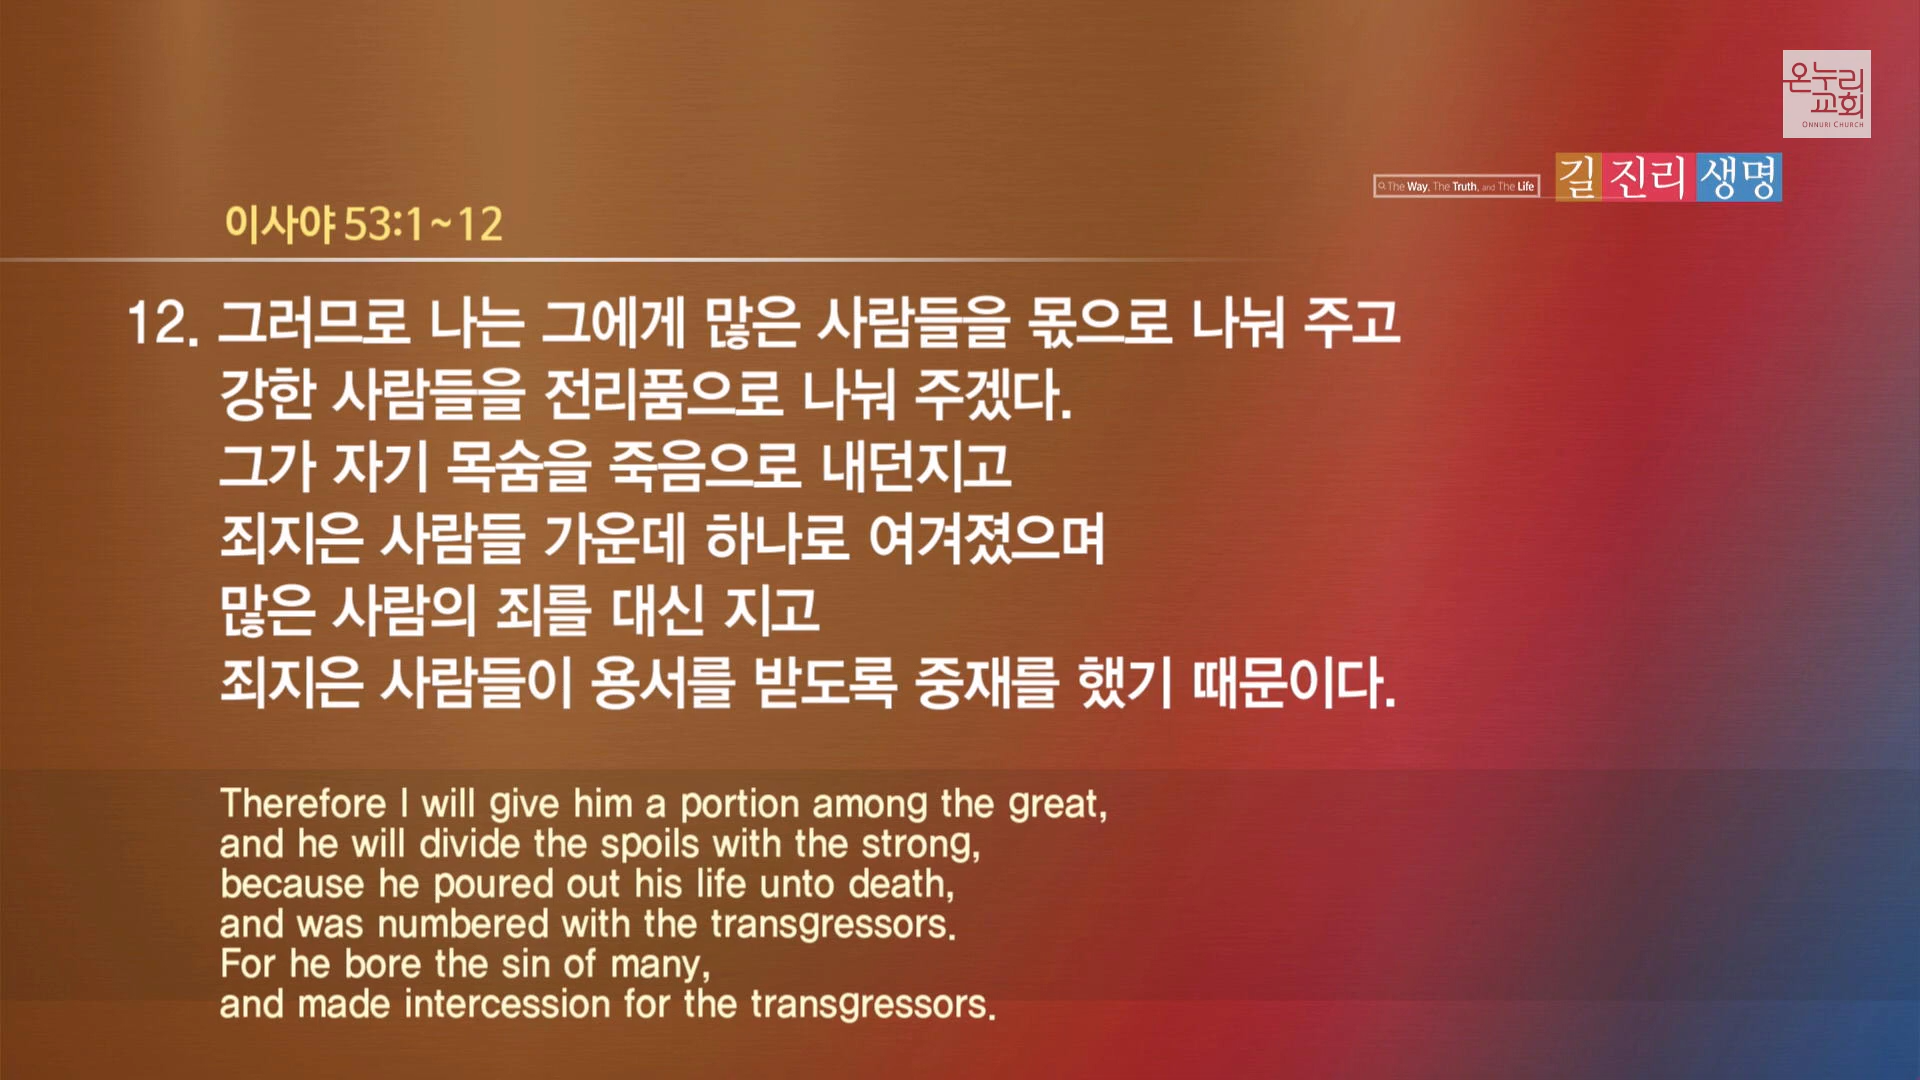 온누리
교회
ONNURI CHURCH
The Way, The Truth, and The Life
길 진리 생명
이사야 53:1~12
12. 그러므로 나는 그에게 많은 사람들을 몫으로 나눠 주고
강한 사람들을 전리품으로 나눠 주겠다.
그가 자기 목숨을 죽음으로 내던지고
죄지은 사람들 가운데 하나로 여겨졌으며
많은 사람의 죄를 대신 지고
죄지은 사람들이 용서를 받도록 중재를 했기 때문이다.
Therefore I will give him a portion among the great,
and he will divide the spoils with the strong,
because he poured out his life unto death,
and was numbered with the transgressors.
For he bore the sin of many,
and made intercession for the transgressors.